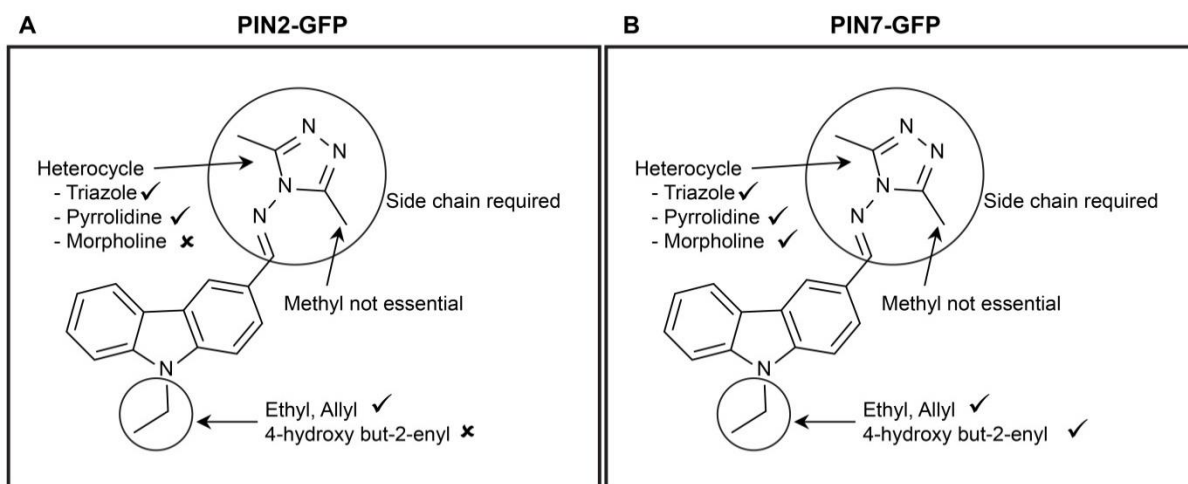 A PIN2-GFP
Heterocycle
- Triazole ✓
- Pyrrolidine ✓
- Morpholine ✘
N
N
N
N
Side chain required
Methyl not essential
N
Ethyl, Allyl ✓
4-hydroxy but-2-enyl ✘
B PIN7-GFP
Heterocycle
- Triazole ✓
- Pyrrolidine ✓
- Morpholine ✓
N
N
N
N
Side chain required
Methyl not essential
N
Ethyl, Allyl ✓
4-hydroxy but-2-enyl ✓